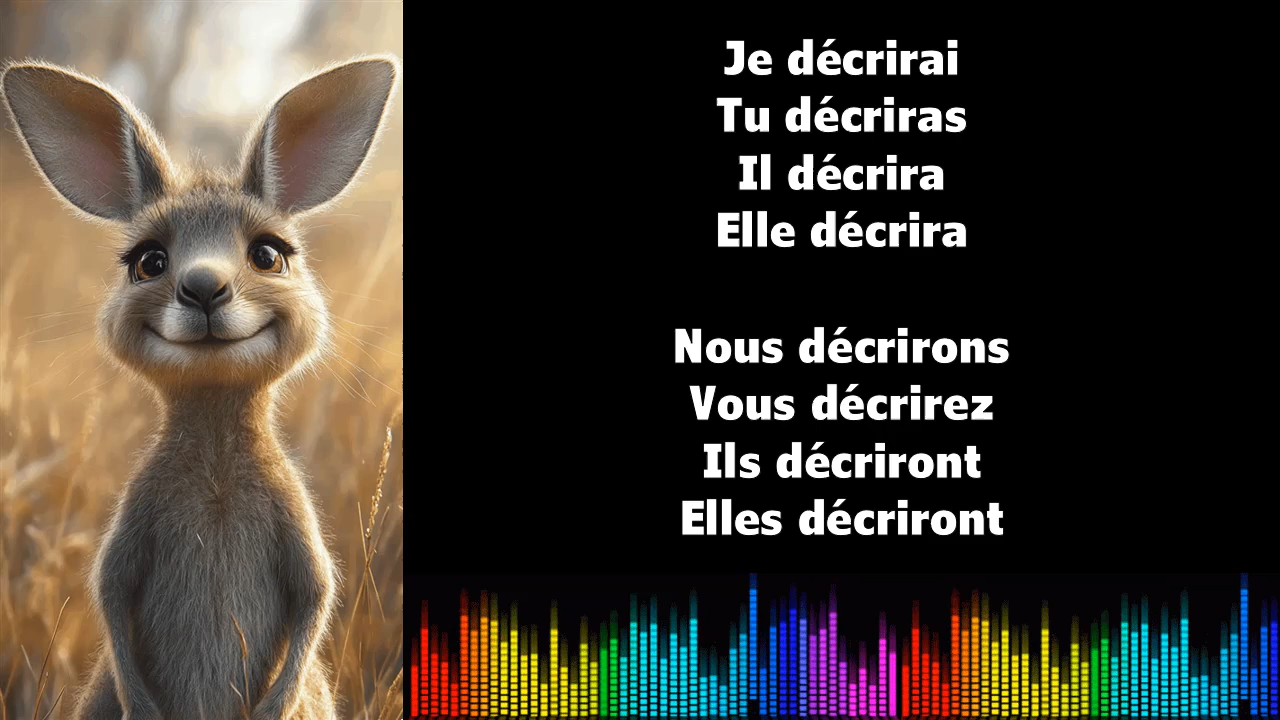 Je décrirai
Tu décriras
Il décrira
Elle décrira
Nous décrirons
Vous décrirez
Ils décriront
Elles décriront